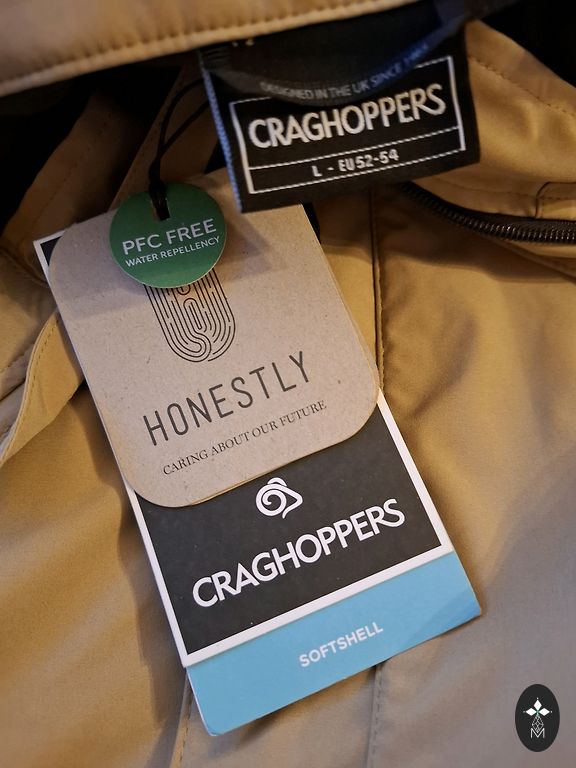 DESIGNED IN THE UK SINCE
CRAGHOPPERS
L - EU52-54
PFC FREE
WATER REPELLENCY
HONESTLY
CARING ABOUT OUR FUTURE
CRAGHOPPERS
SOFTSHELL
M